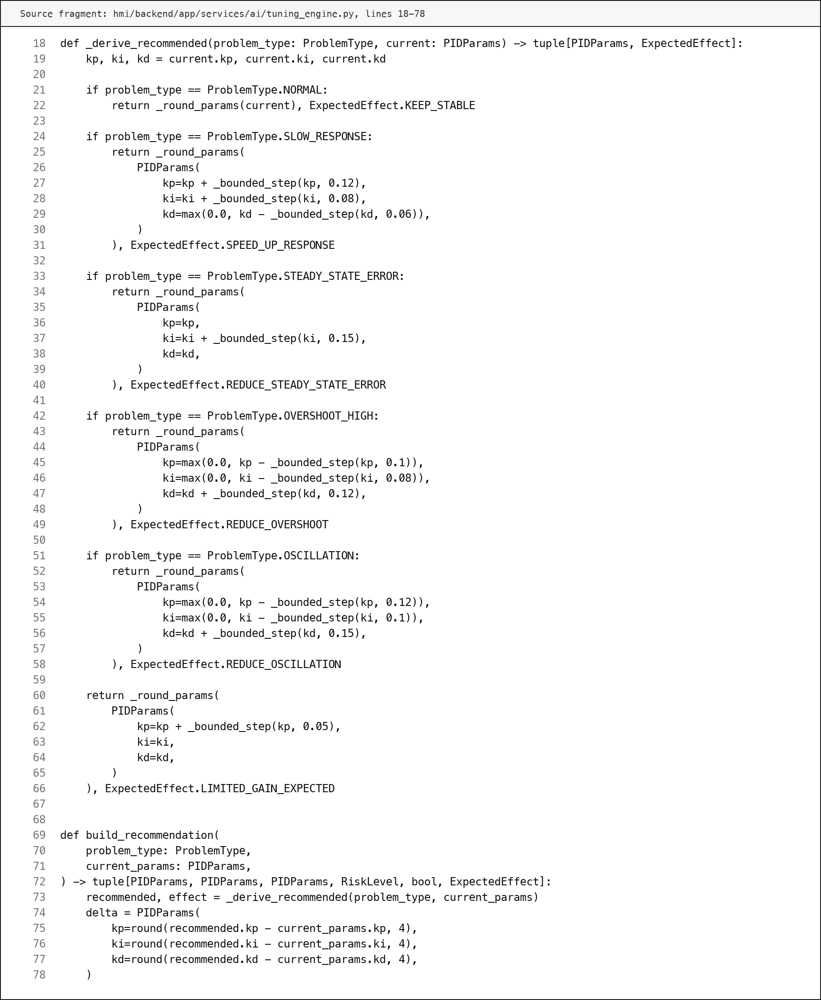 Source fragment: hmi/backend/app/services/ai/tuning_engine.py, lines 18–78
18 def _derive_recommended(problem_type: ProblemType, current: PIDParams) −> tuple[PIDParams, ExpectedEffect]:
19     kp, ki, kd = current.kp, current.ki, current.kd
20
21     if problem_type == ProblemType.NORMAL:
22         return _round_params(current), ExpectedEffect.KEEP_STABLE
23
24     if problem_type == ProblemType.SLOW_RESPONSE:
25         return _round_params(
26             PIDParams(
27                 kp=kp + _bounded_step(kp, 0.12),
28                 ki=ki + _bounded_step(ki, 0.08),
29                 kd=max(0.0, kd − _bounded_step(kd, 0.06)),
30             )
31         ), ExpectedEffect.SPEED_UP_RESPONSE
32
33     if problem_type == ProblemType.STEADY_STATE_ERROR:
34         return _round_params(
35             PIDParams(
36                 kp=kp,
37                 ki=ki + _bounded_step(ki, 0.15),
38                 kd=kd,
39             )
40         ), ExpectedEffect.REDUCE_STEADY_STATE_ERROR
41
42     if problem_type == ProblemType.OVERSHOOT_HIGH:
43         return _round_params(
44             PIDParams(
45                 kp=max(0.0, kp − _bounded_step(kp, 0.1)),
46                 ki=max(0.0, ki − _bounded_step(ki, 0.08)),
47                 kd=kd + _bounded_step(kd, 0.12),
48             )
49         ), ExpectedEffect.REDUCE_OVERSHOOT
50
51     if problem_type == ProblemType.OSCILLATION:
52         return _round_params(
53             PIDParams(
54                 kp=max(0.0, kp − _bounded_step(kp, 0.12)),
55                 ki=max(0.0, ki − _bounded_step(ki, 0.1)),
56                 kd=kd + _bounded_step(kd, 0.15),
57             )
58         ), ExpectedEffect.REDUCE_OSCILLATION
59
60     return _round_params(
61         PIDParams(
62             kp=kp + _bounded_step(kp, 0.05),
63             ki=ki,
64             kd=kd,
65         )
66     ), ExpectedEffect.LIMITED_GAIN_EXPECTED
67
68
69 def build_recommendation(
70     problem_type: ProblemType,
71     current_params: PIDParams,
72 ) −> tuple[PIDParams, PIDParams, PIDParams, RiskLevel, bool, ExpectedEffect]:
73     recommended, effect = _derive_recommended(problem_type, current_params)
74     delta = PIDParams(
75         kp=round(recommended.kp − current_params.kp, 4),
76         ki=round(recommended.ki − current_params.ki, 4),
77         kd=round(recommended.kd − current_params.kd, 4),
78     )